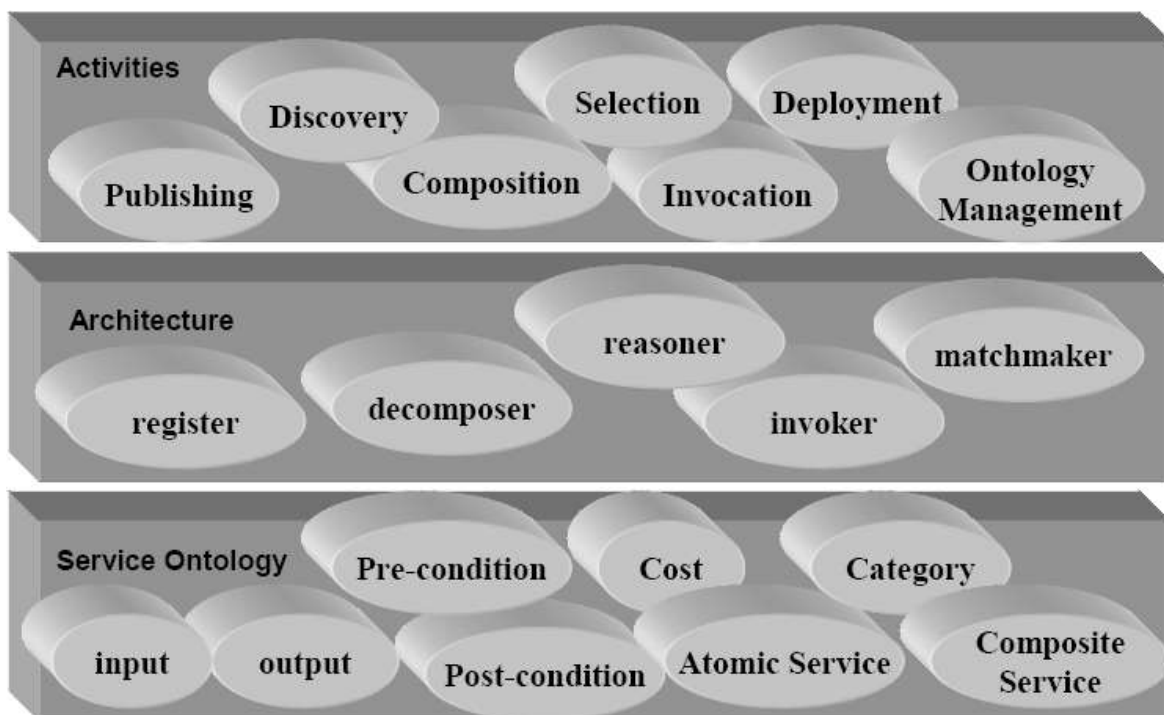 Activities
Discovery
Selection
Deployment
Publishing
Composition
Invocation
Ontology
Management
Architecture
reasoner
matchmaker
register
decomposer
invoker
Service Ontology
Pre-condition
Cost
Category
input
output
Post-condition
Atomic Service
Composite
Service